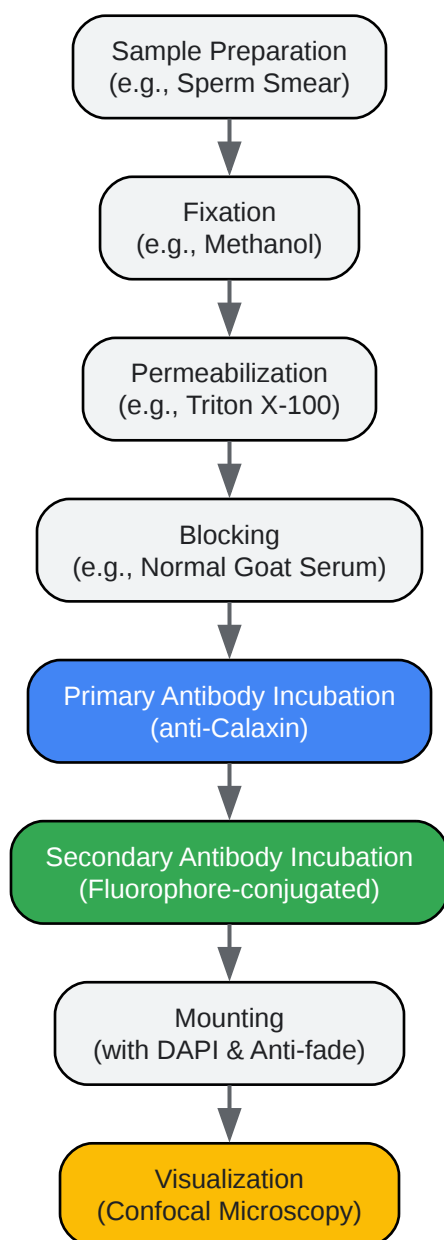 Sample Preparation
(e.g., Sperm Smear)
Fixation
(e.g., Methanol)
Permeabilization
(e.g., Triton X-100)
Blocking
(e.g., Normal Goat Serum)
Primary Antibody Incubation
(anti-Calaxin)
Secondary Antibody Incubation
(Fluorophore-conjugated)
Mounting
(with DAPI & Anti-fade)
Visualization
(Confocal Microscopy)